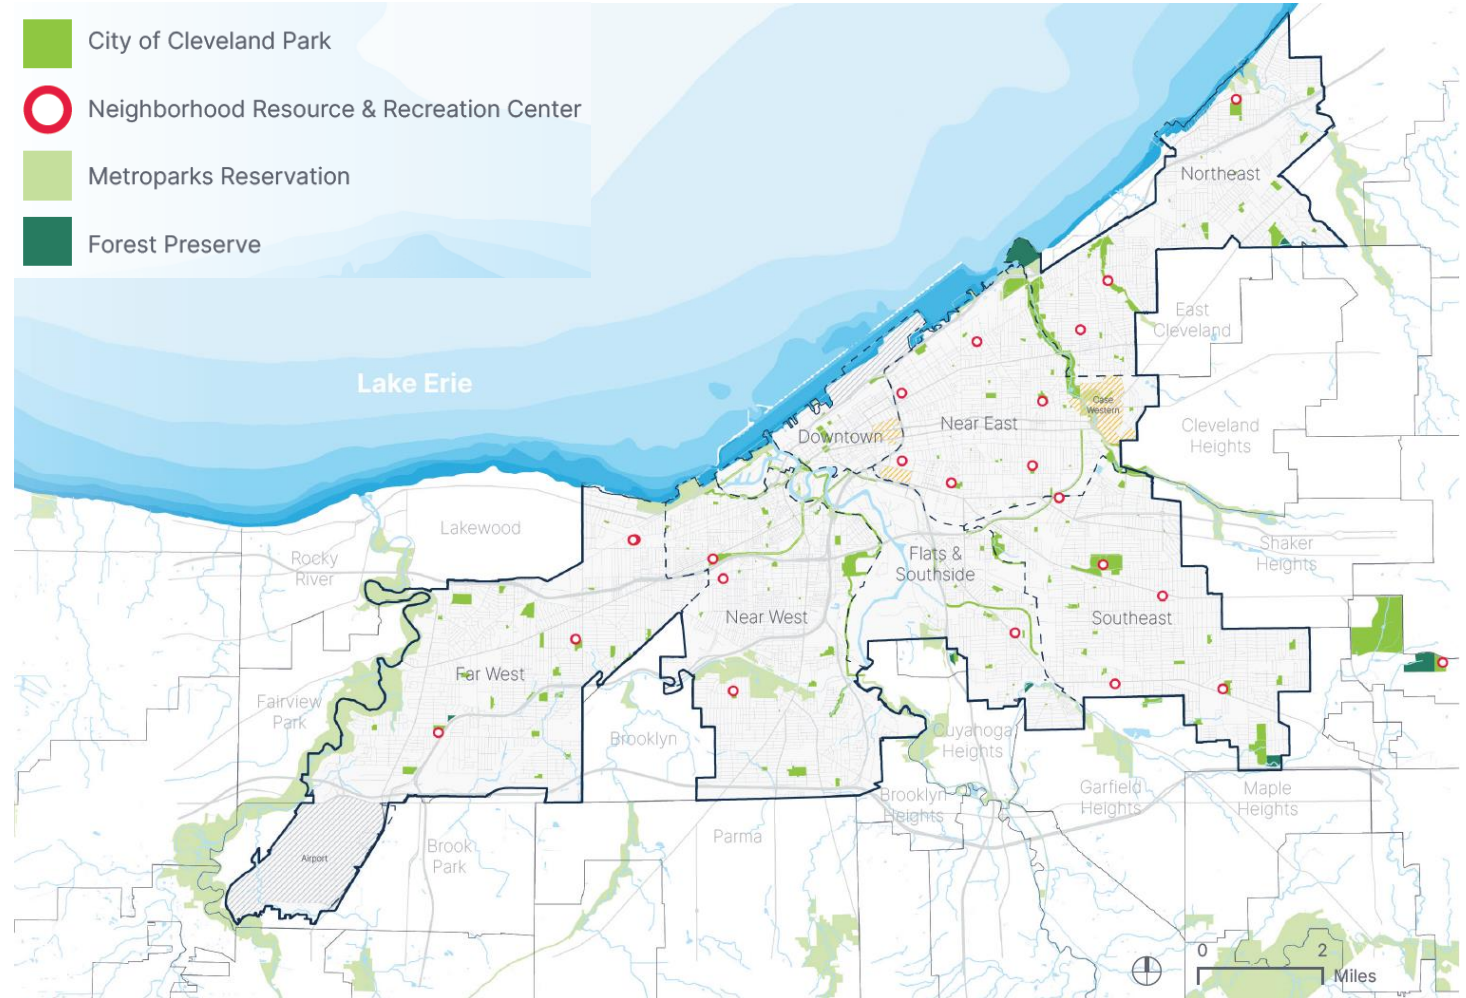 City of Cleveland Park
Neighborhood Resource & Recreation Center
Metroparks Reservation
Forest Preserve
Northeast
East
Cleveland
Lake Erie
Case
Western
Cleveland
Heights
Downtown
Near East
Lakewood
Rocky
River
Shaker
Heights
Flats &
Southside
Near West
Southeast
Far West
Fairview
Park
Brooklyn
Cuyahoga
Heights
Brooklyn
Heights
Garfield
Heights
Maple
Heights
Parma
Brook
Park
Airport
0 2
Miles